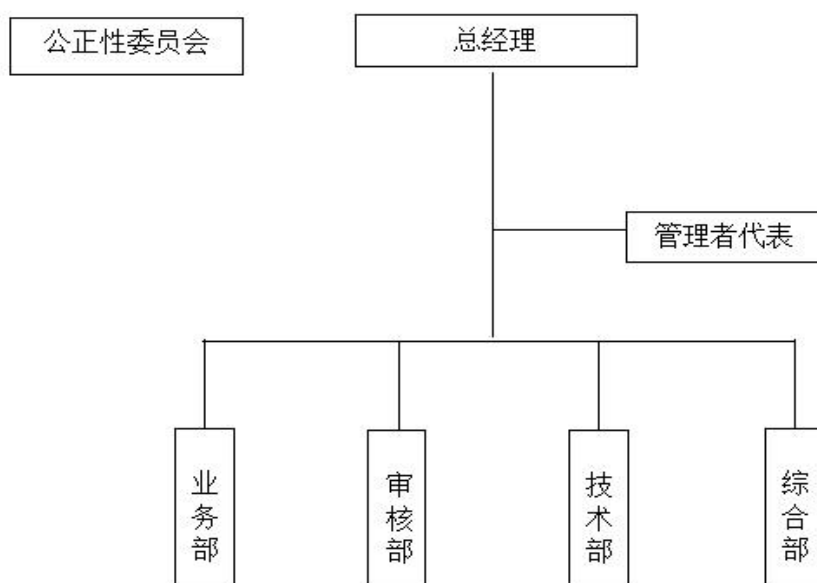 公正性委员会
总经理
管理者代表
业务部
审核部
技术部
综合部